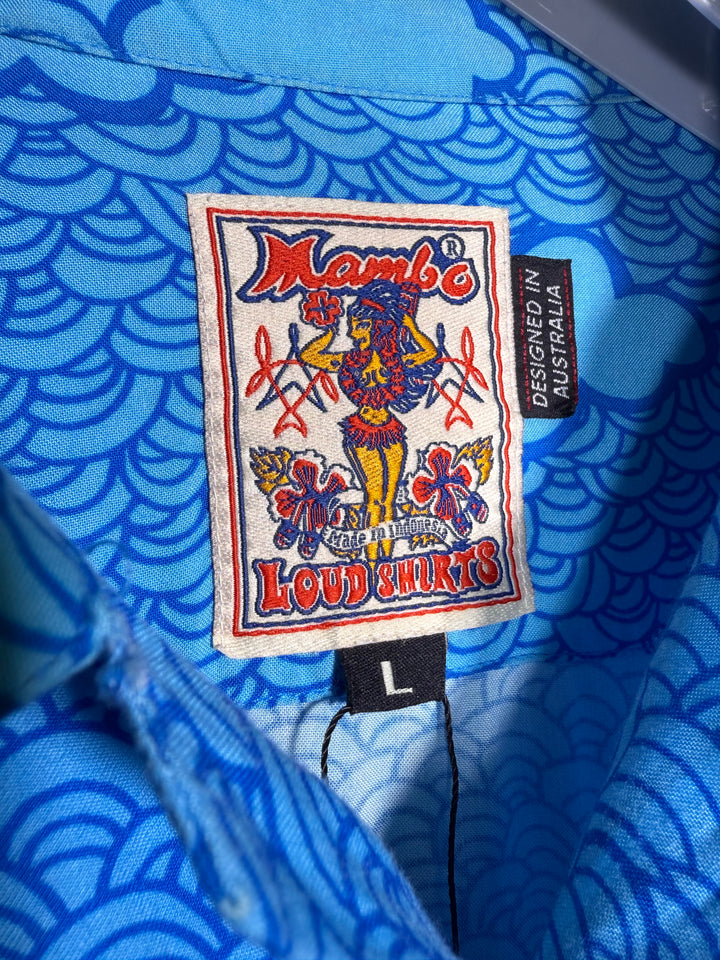 Mambo ®
DESIGNED IN
AUSTRALIA
Made in indonesia
LOUD SHIRTS
L